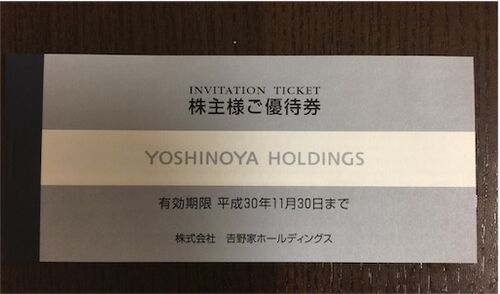 INVITATION TICKET
株主様ご優待券
YOSHINOYA HOLDINGS
有効期限 平成30年11月30日まで
株式会社 吉野家ホールディングス